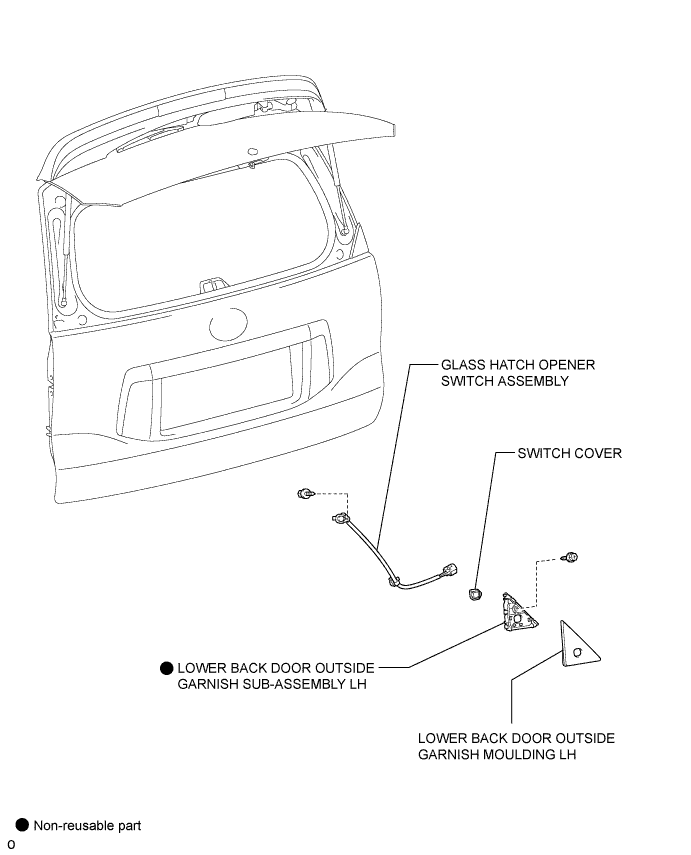 GLASS HATCH OPENER
SWITCH ASSEMBLY
SWITCH COVER
LOWER BACK DOOR OUTSIDE
GARNISH SUB-ASSEMBLY LH
LOWER BACK DOOR OUTSIDE
GARNISH MOULDING LH
Non-reusable part
O